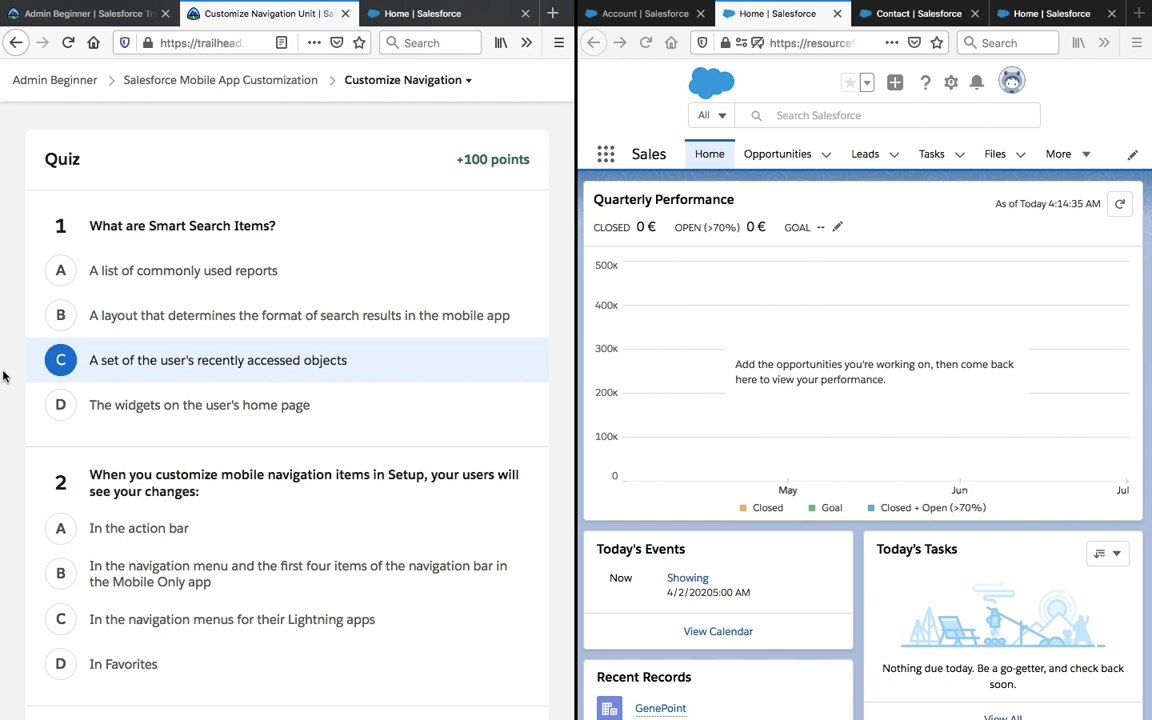 Admin Beginner | Salesforce Tr
Customize Navigation Unit | Sa
Home | Salesforce
https://trailhead.
Search
Admin Beginner
Salesforce Mobile App Customization
Customize Navigation
Quiz
+100 points
1
What are Smart Search Items?
A
A list of commonly used reports
B
A layout that determines the format of search results in the mobile app
C
A set of the user's recently accessed objects
D
The widgets on the user's home page
2
When you customize mobile navigation items in Setup, your users will
see your changes:
A
In the action bar
B
In the navigation menu and the first four items of the navigation bar in
the Mobile Only app
C
In the navigation menus for their Lightning apps
D
In Favorites
Account | Salesforce
Home | Salesforce
Contact | Salesforce
Home | Salesforce
https://resourcef
Search
All
Search Salesforce
Sales
Home
Opportunities
Leads
Tasks
Files
More
Quarterly Performance
As of Today 4:14:35 AM
CLOSED 0 € OPEN (>70%) 0 € GOAL --
500K
400K
300K
200K
100K
0
Add the opportunities you're working on, then come back
here to view your performance.
May
Jun
Jul
Closed
Goal
Closed + Open (>70%)
Today's Events
Now
Showing
4/2/20205:00 AM
View Calendar
Today's Tasks
Nothing due today. Be a go-getter, and check back
soon.
View All
Recent Records
GenePoint